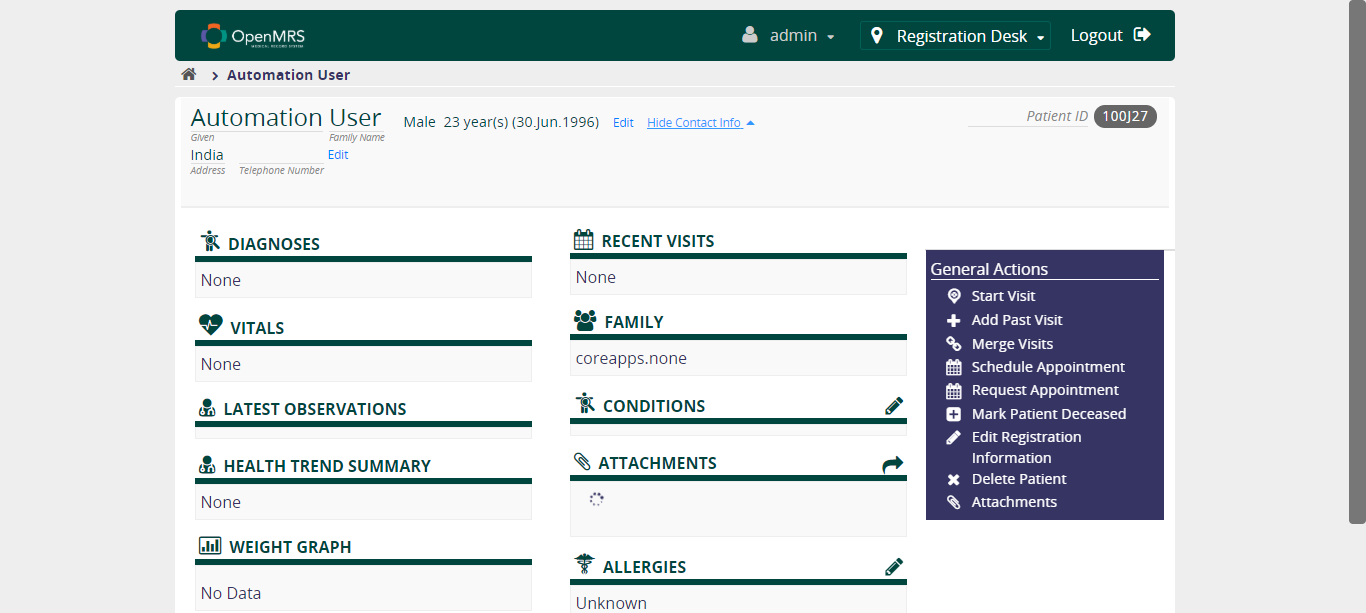 OpenMRS
MEDICAL RECORD SYSTEM
admin
Registration Desk
Logout
Automation User
Automation User
Given
Family Name
Male 23 year(s) (30.Jun.1996) Edit Hide Contact Info
Patient ID 100J27
India
Edit
Address
Telephone Number
DIAGNOSES
None
VITALS
None
LATEST OBSERVATIONS
HEALTH TREND SUMMARY
None
WEIGHT GRAPH
No Data
RECENT VISITS
None
FAMILY
coreapps.none
CONDITIONS
ATTACHMENTS
ALLERGIES
Unknown
General Actions
Start Visit
Add Past Visit
Merge Visits
Schedule Appointment
Request Appointment
Mark Patient Deceased
Edit Registration
Information
Delete Patient
Attachments